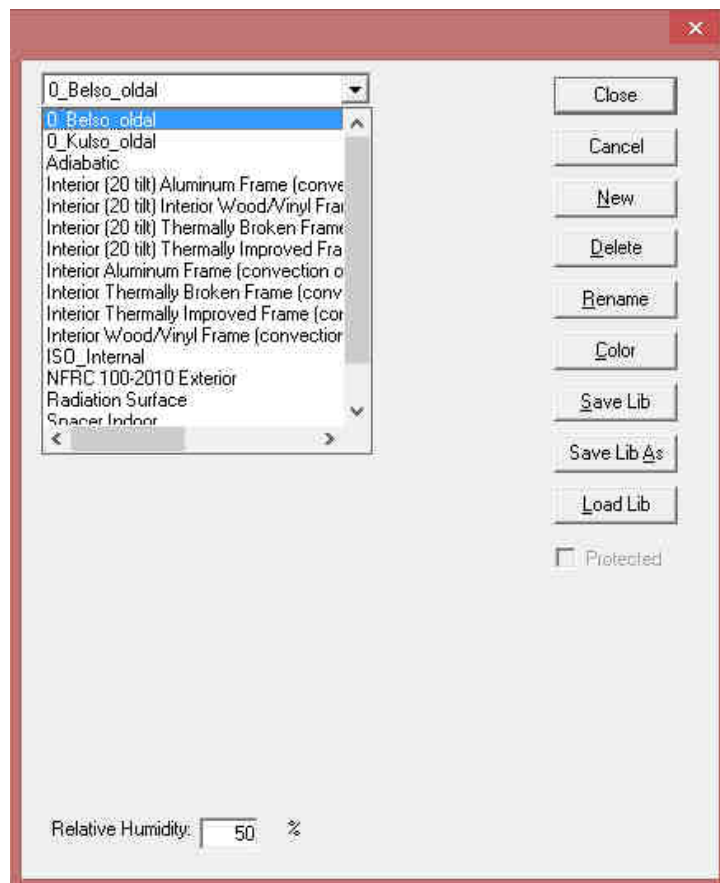 0_Belso_oldal
0_Belso_oldal
0_Kulso_oldal
Adiabatic
Interior (20 tilt) Aluminum Frame (conve
Interior (20 tilt) Interior Wood/Vinyl Frai
Interior (20 tilt) Thermally Broken Frame
Interior (20 tilt) Thermally Improved Fra
Interior Aluminum Frame (convection o
Interior Thermally Broken Frame (conv
Interior Thermally Improved Frame (cor
Interior Wood/Vinyl Frame (convection
ISO_Internal
NFRC 100-2010 Exterior
Radiation Surface
Spacer Indoor
Close
Cancel
New
Delete
Rename
Color
Save Lib
Save Lib As
Load Lib
Protected
Relative Humidity: 50 %